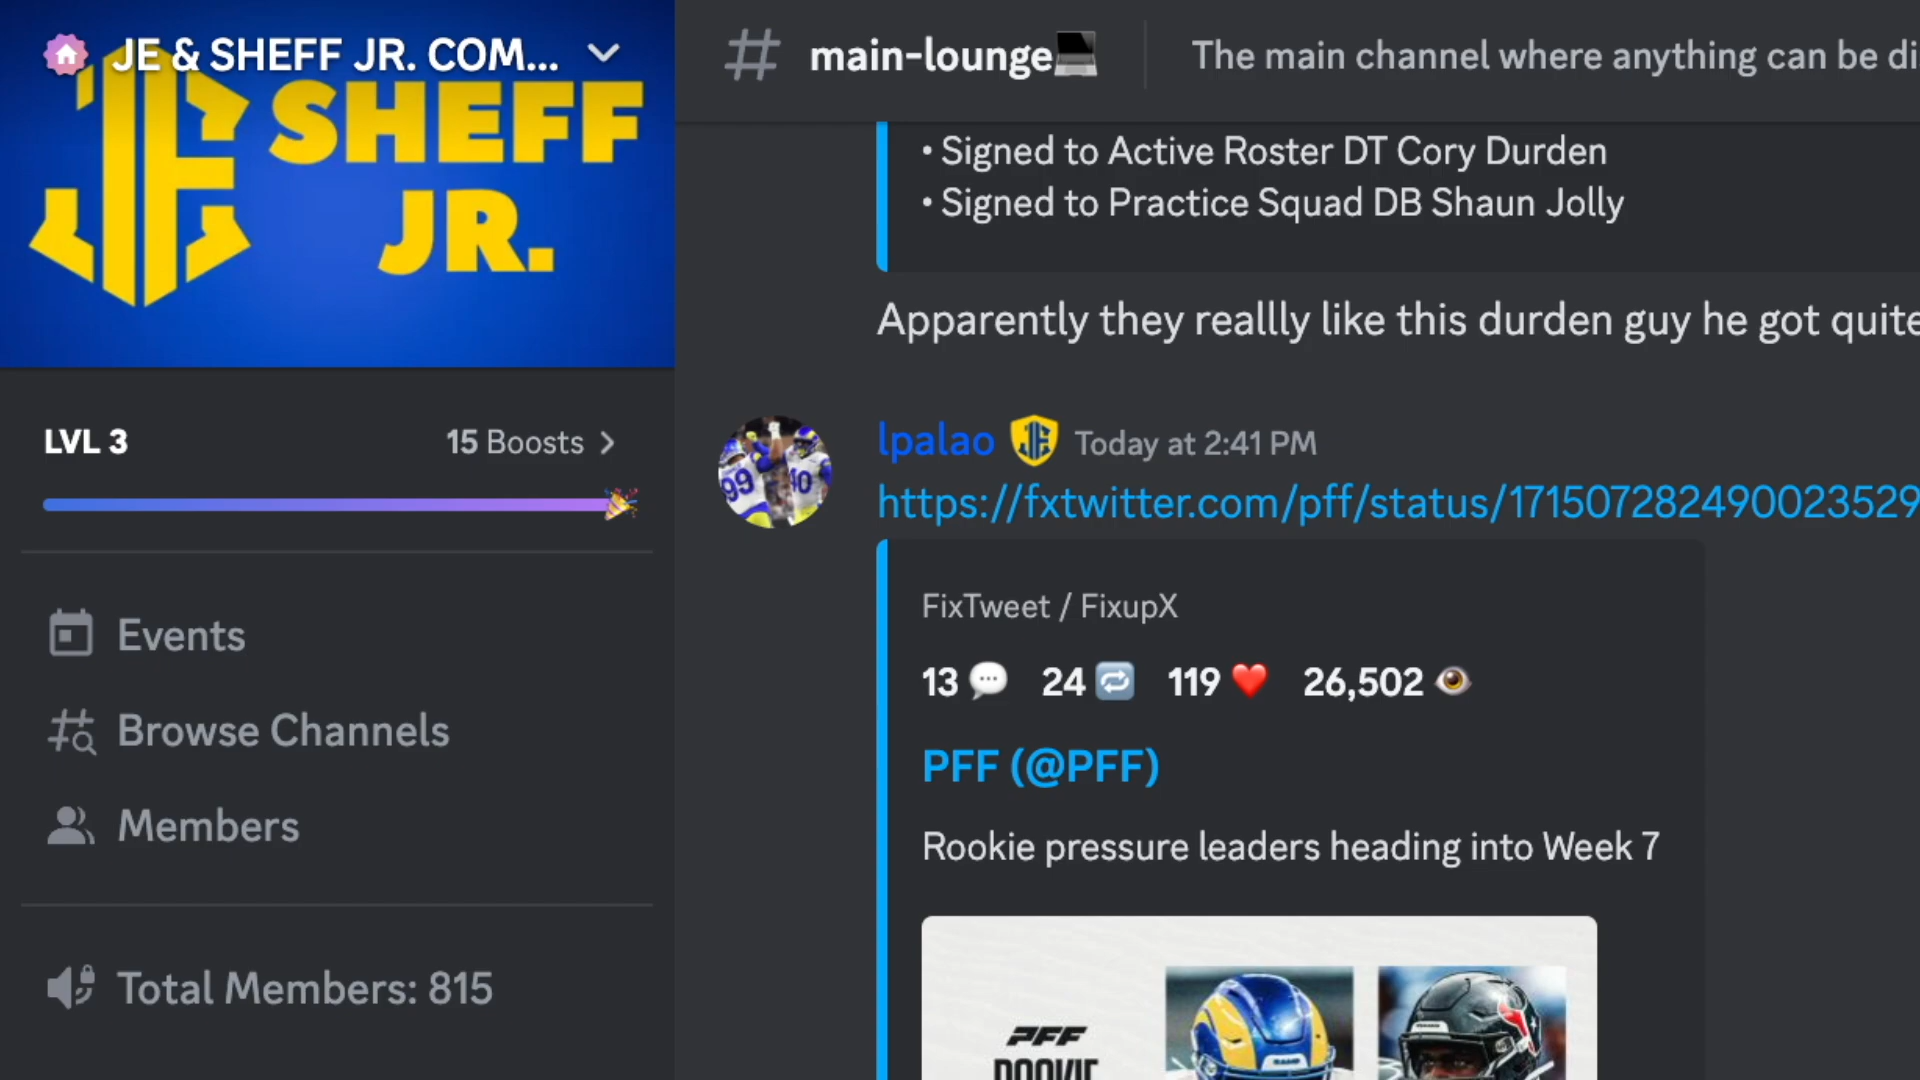 JE & SHEFF JR. COM...
SHEFF
JR.
LVL 3
15 Boosts
Events
Browse Channels
Members
Total Members: 815
main-lounge
The main channel where anything can be
• Signed to Active Roster DT Cory Durden
• Signed to Practice Squad DB Shaun Jolly
Apparently they reallly like this durden guy he got quite
lpalao
Today at 2:41 PM
https://fxtwitter.com/pff/status/1715072824900235529
FixTweet / FixupX
13 💬 24 🔁 119 ❤️ 26,502 👁️
PFF (@PFF)
Rookie pressure leaders heading into Week 7
PFF
ROOKIE
99
10